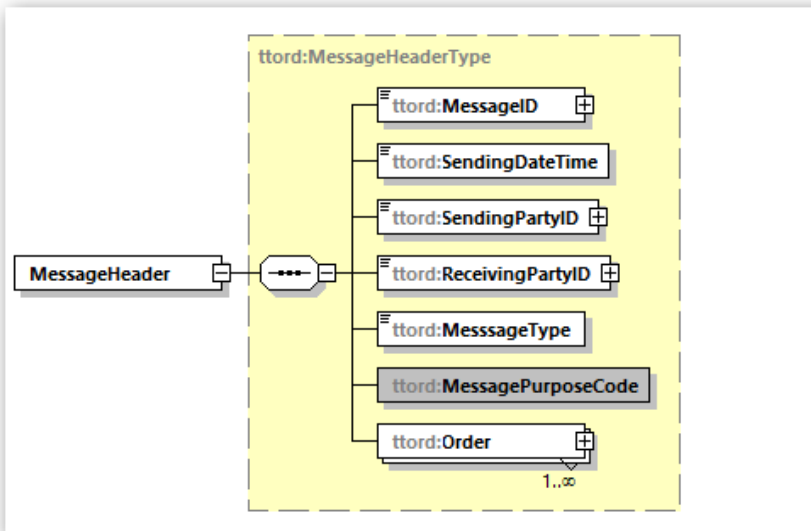 ttord:MessageHeaderType
ttord:MessageID
ttord:SendingDateTime
ttord:SendingPartyID
MessageHeader
ttord:ReceivingPartyID
ttord:MesssageType
ttord:MessagePurposeCode
ttord:Order
1..∞